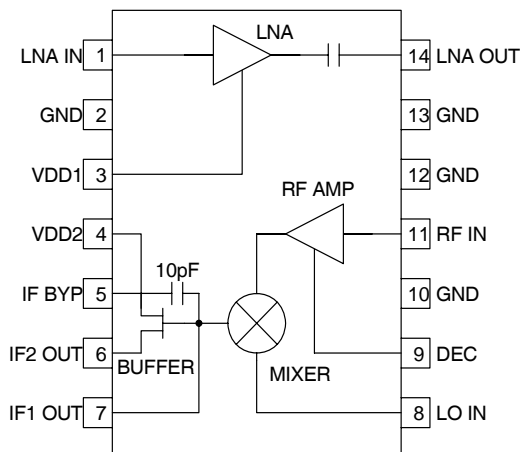 LNA
LNA IN 1
14 LNA OUT
GND 2
13 GND
VDD1 3
12 GND
RF AMP
VDD2 4
11 RF IN
10pF
IF BYP 5
10 GND
IF2 OUT 6
BUFFER
MIXER
9 DEC
IF1 OUT 7
8 LO IN